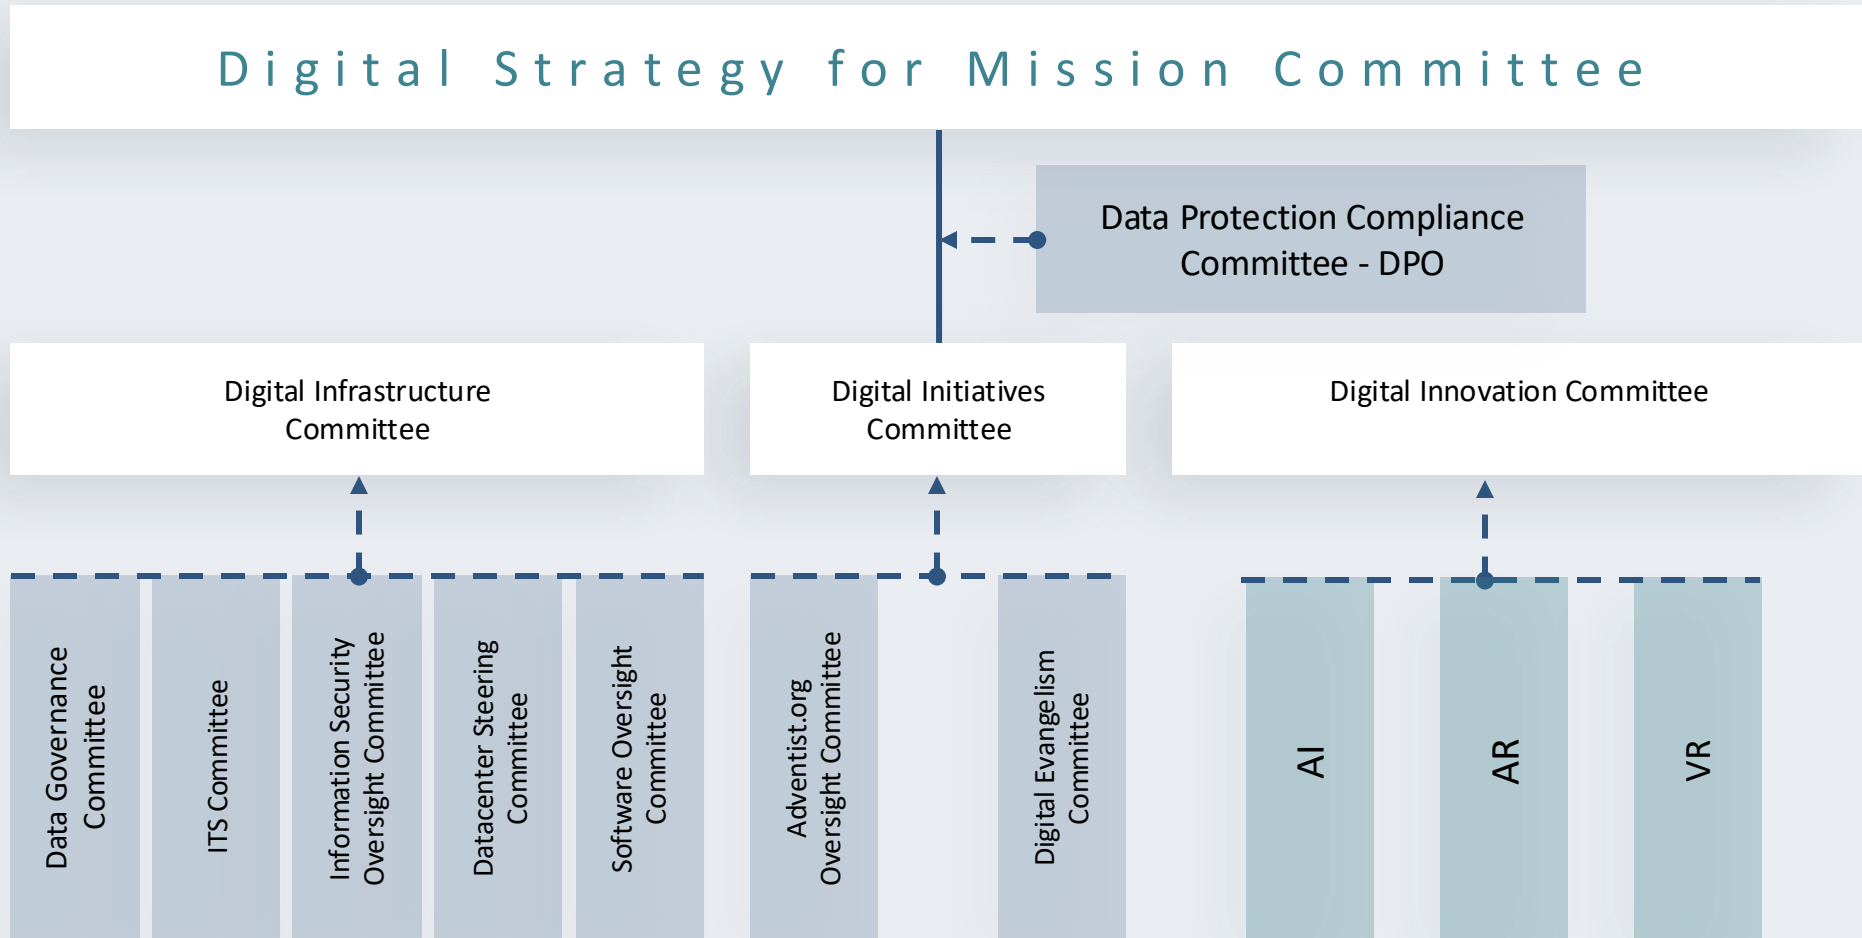 Digital Strategy for Mission Committee
Data Protection Compliance
Committee - DPO
Digital Infrastructure
Committee
Digital Initiatives
Committee
Digital Innovation Committee
Data Governance
Committee
ITS Committee
Information Security
Oversight Committee
Datacenter Steering
Committee
Software Oversight
Committee
Adventist.org
Oversight Committee
Digital Evangelism
Committee
AI
AR
VR